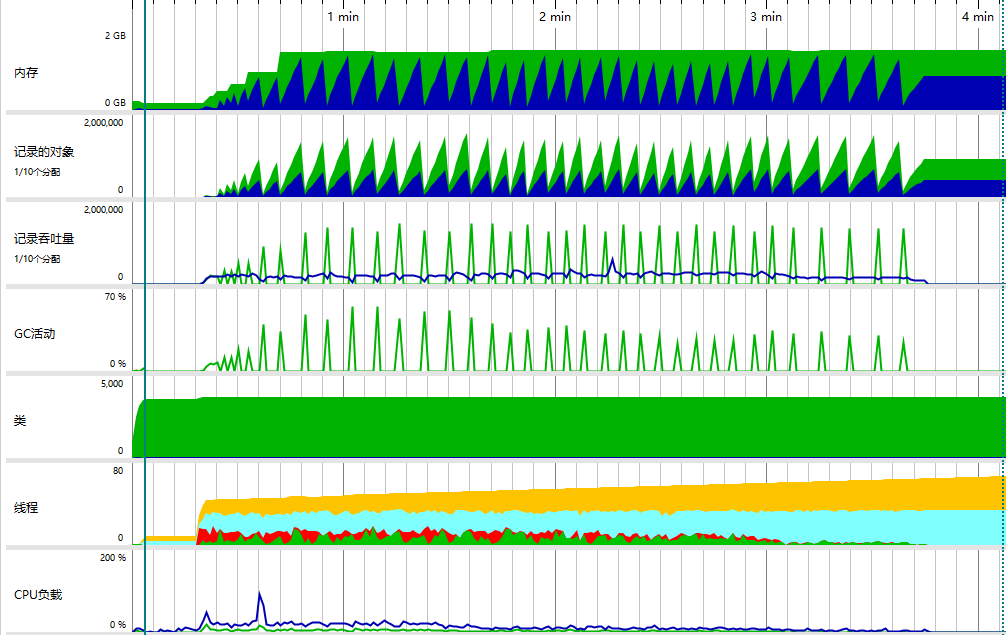 1 min 2 min 3 min 4 min
2 GB
内存
0 GB
2,000,000
记录的对象
1/10个分配
0
2,000,000
记录吞吐量
1/10个分配
0
70 %
GC活动
0 %
5,000
类
0
80
线程
0
200 %
CPU负载
0 %